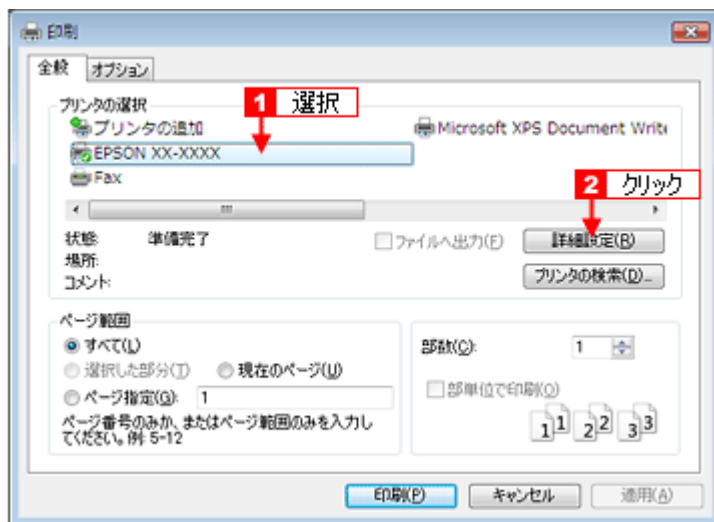 印刷
全般 オプション
プリンタの選択
1 選択
プリンタの追加 Microsoft XPS Document Write
EPSON XX-XXXX
Fax
2 クリック
状態: 準備完了 ファイルへ出力(F) 詳細設定(R)
場所:
コメント: プリンタの検索(D)...
ページ範囲
すべて(L) 部数(C): 1
選択した部分(T) 現在のページ(U)
ページ指定(G): 1 部単位で印刷(O)
ページ番号のみか、またはページ範囲のみを入力し
てください。例: 5-12
11 22 33
印刷(P) キャンセル 適用(A)